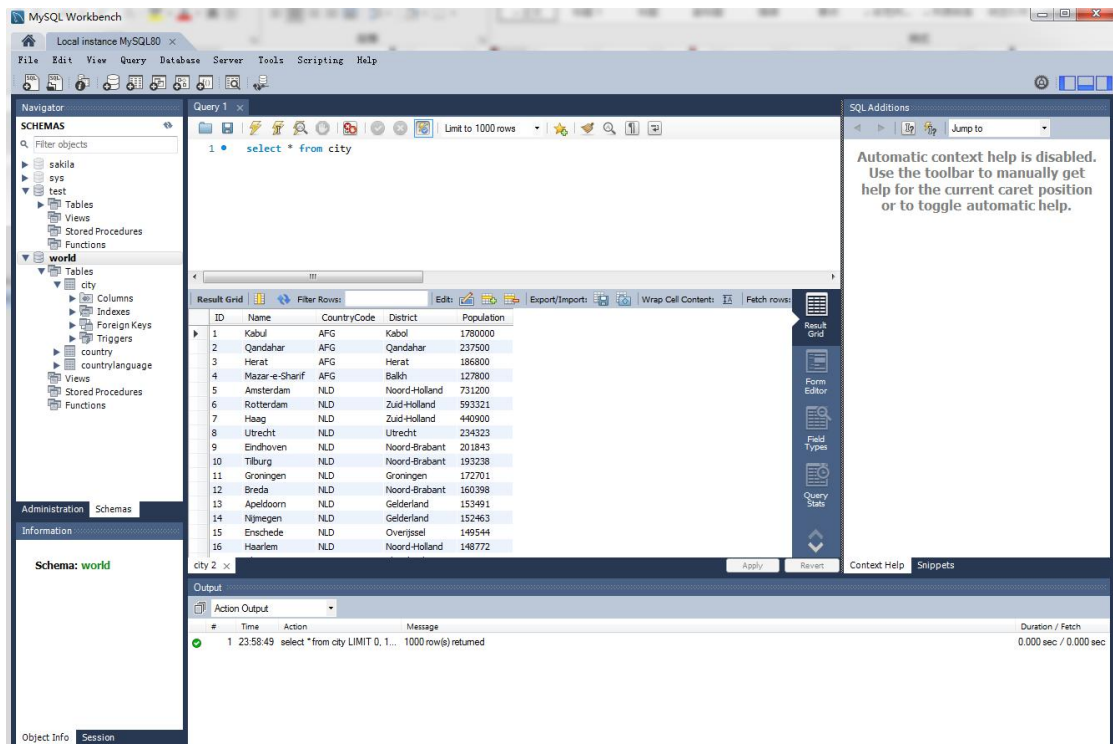 MySQL Workbench
Local instance MySQL80 ×
File Edit View Query Database Server Tools Scripting Help
Navigator
SCHEMAS
Filter objects
sakila
sys
test
Tables
Views
Stored Procedures
Functions
world
Tables
city
Columns
Indexes
Foreign Keys
Triggers
country
countrylanguage
Views
Stored Procedures
Functions
Administration Schemas
Information
Schema: world
Object Info Session
Query 1 ×
Limit to 1000 rows
1 select * from city
Result Grid Filter Rows: Edit: Export/Import: Wrap Cell Content: IA Fetch rows:
ID Name CountryCode District Population
1 Kabul AFG Kabol 1780000
2 Qandahar AFG Qandahar 237500
3 Herat AFG Herat 186800
4 Mazar-e-Sharif AFG Balkh 127800
5 Amsterdam NLD Noord-Holland 731200
6 Rotterdam NLD Zuid-Holland 593321
7 Haag NLD Zuid-Holland 440900
8 Utrecht NLD Utrecht 234323
9 Eindhoven NLD Noord-Brabant 201843
10 Tilburg NLD Noord-Brabant 193238
11 Groningen NLD Groningen 172701
12 Breda NLD Noord-Brabant 160398
13 Apeldoorn NLD Gelderland 153491
14 Nijmegen NLD Gelderland 152463
15 Enschede NLD Overijssel 149544
16 Haarlem NLD Noord-Holland 148772
Result
Grid
Form
Editor
Field
Types
Query
Stats
city 2 × Apply Revert
SQL Additions
Jump to
Automatic context help is disabled.
Use the toolbar to manually get
help for the current caret position
or to toggle automatic help.
Context Help Snippets
Output
Action Output
# Time Action Message Duration / Fetch
1 23:58:49 select * from city LIMIT 0, 1... 1000 row(s) returned 0.000 sec / 0.000 sec